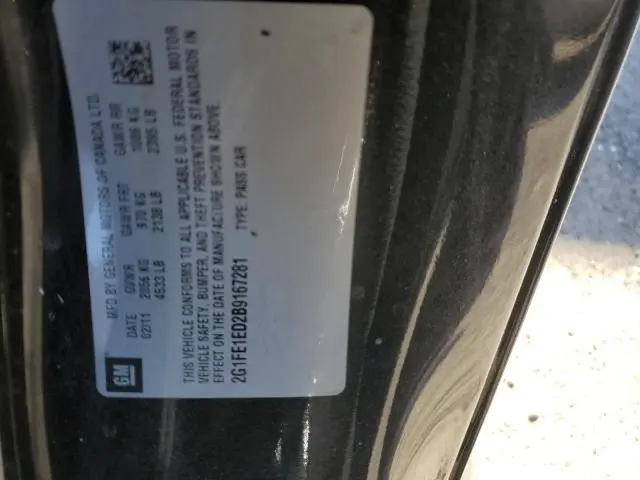 GM
MFD BY GENERAL MOTORS OF CANADA LTD.
DATE GVWR GAWR FRT GAWR RR
02/11 2056 KG 970 KG 1086 KG
4533 LB 2138 LB 2395 LB
THIS VEHICLE CONFORMS TO ALL APPLICABLE U.S. FEDERAL MOTOR
VEHICLE SAFETY, BUMPER, AND THEFT PREVENTION STANDARDS IN
EFFECT ON THE DATE OF MANUFACTURE SHOWN ABOVE.
2G1FE1ED2B9167281 TYPE: PASS CAR